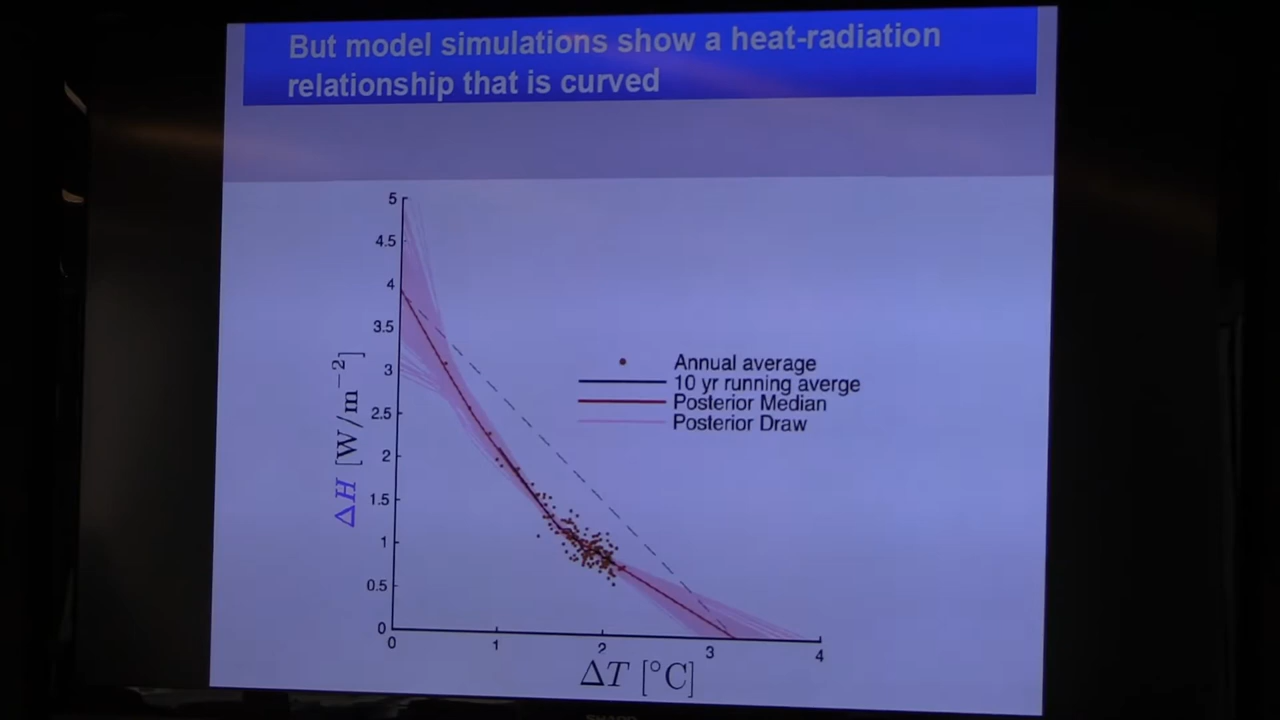 But model simulations show a heat-radiation
relationship that is curved
5
4.5
4
3.5
3
2.5
2
1.5
1
0.5
0
ΔH [W/m⁻²]
Annual average
10 yr running averge
Posterior Median
Posterior Draw
0 1 2 3 4
ΔT [°C]